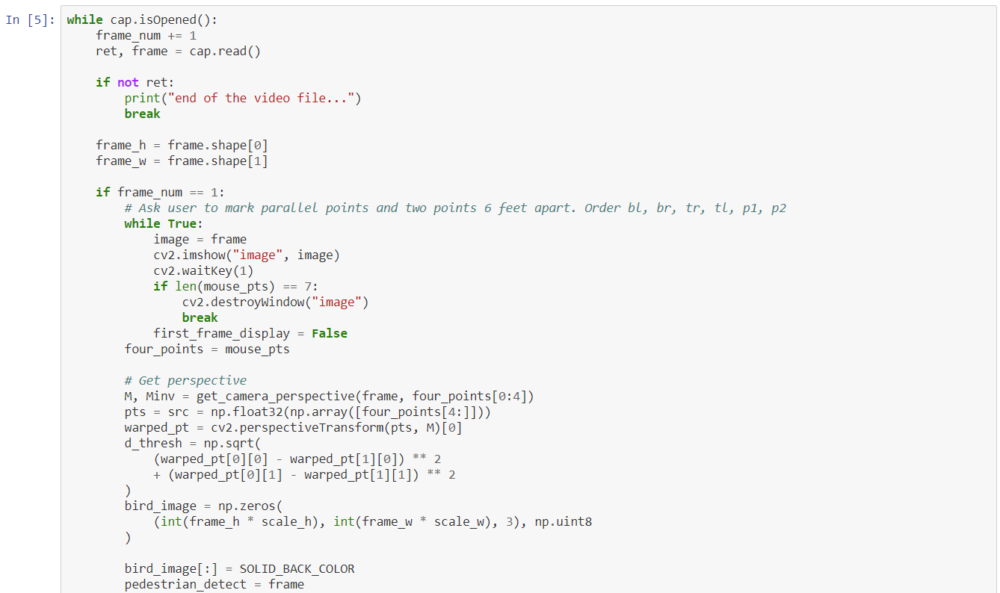 In [5]:
while cap.isOpened():
    frame_num += 1
    ret, frame = cap.read()

    if not ret:
        print("end of the video file...")
        break

    frame_h = frame.shape[0]
    frame_w = frame.shape[1]

    if frame_num == 1:
        # Ask user to mark parallel points and two points 6 feet apart. Order bl, br, tr, tl, p1, p2
        while True:
            image = frame
            cv2.imshow("image", image)
            cv2.waitKey(1)
            if len(mouse_pts) == 7:
                cv2.destroyWindow("image")
                break
            first_frame_display = False
        four_points = mouse_pts

        # Get perspective
        M, Minv = get_camera_perspective(frame, four_points[0:4])
        pts = src = np.float32(np.array([four_points[4:]]))
        warped_pt = cv2.perspectiveTransform(pts, M)[0]
        d_thresh = np.sqrt(
            (warped_pt[0][0] - warped_pt[1][0]) ** 2
            + (warped_pt[0][1] - warped_pt[1][1]) ** 2
        )
        bird_image = np.zeros(
            (int(frame_h * scale_h), int(frame_w * scale_w), 3), np.uint8
        )

        bird_image[:] = SOLID_BACK_COLOR
        pedestrian_detect = frame